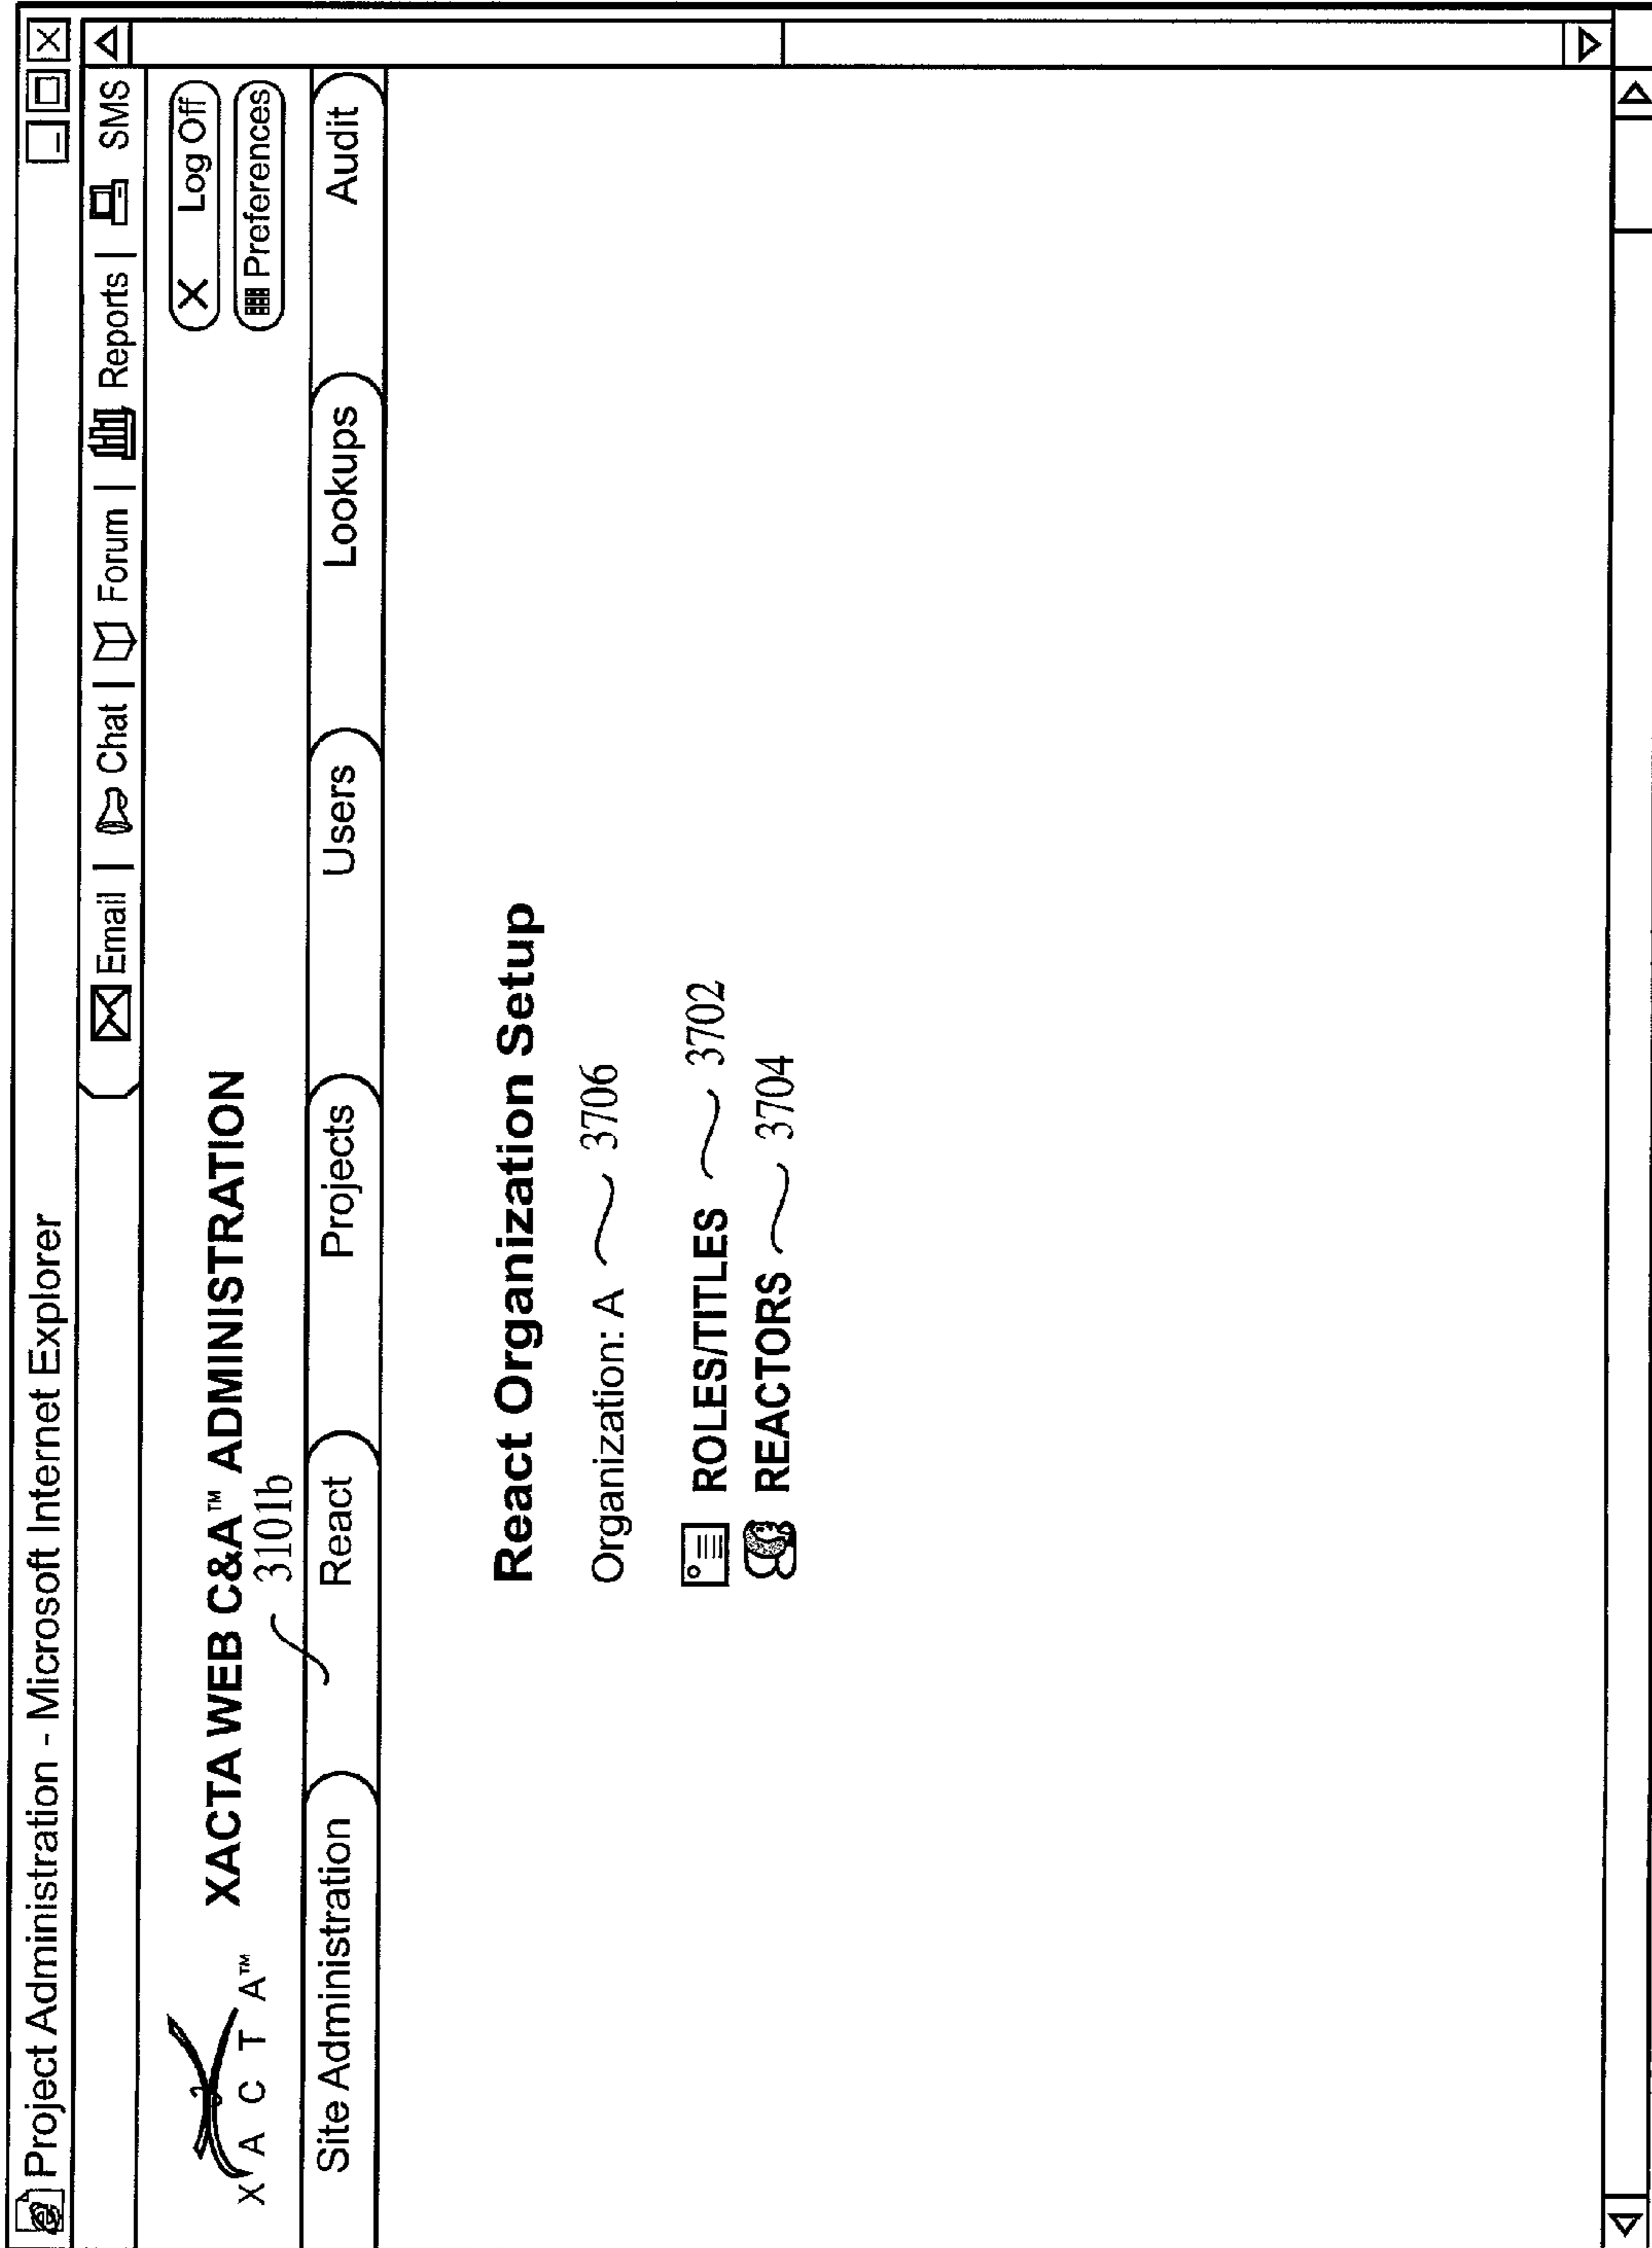 Project Administration - Microsoft Internet Explorer
Email | Chat | Forum | Reports | SMS
X A C T A™
XACTA WEB C&A™ ADMINISTRATION
X Log Off
Preferences
3101b
Site Administration React Projects Users Lookups Audit
React Organization Setup
Organization: A 3706
ROLES/TITLES 3702
REACTORS 3704